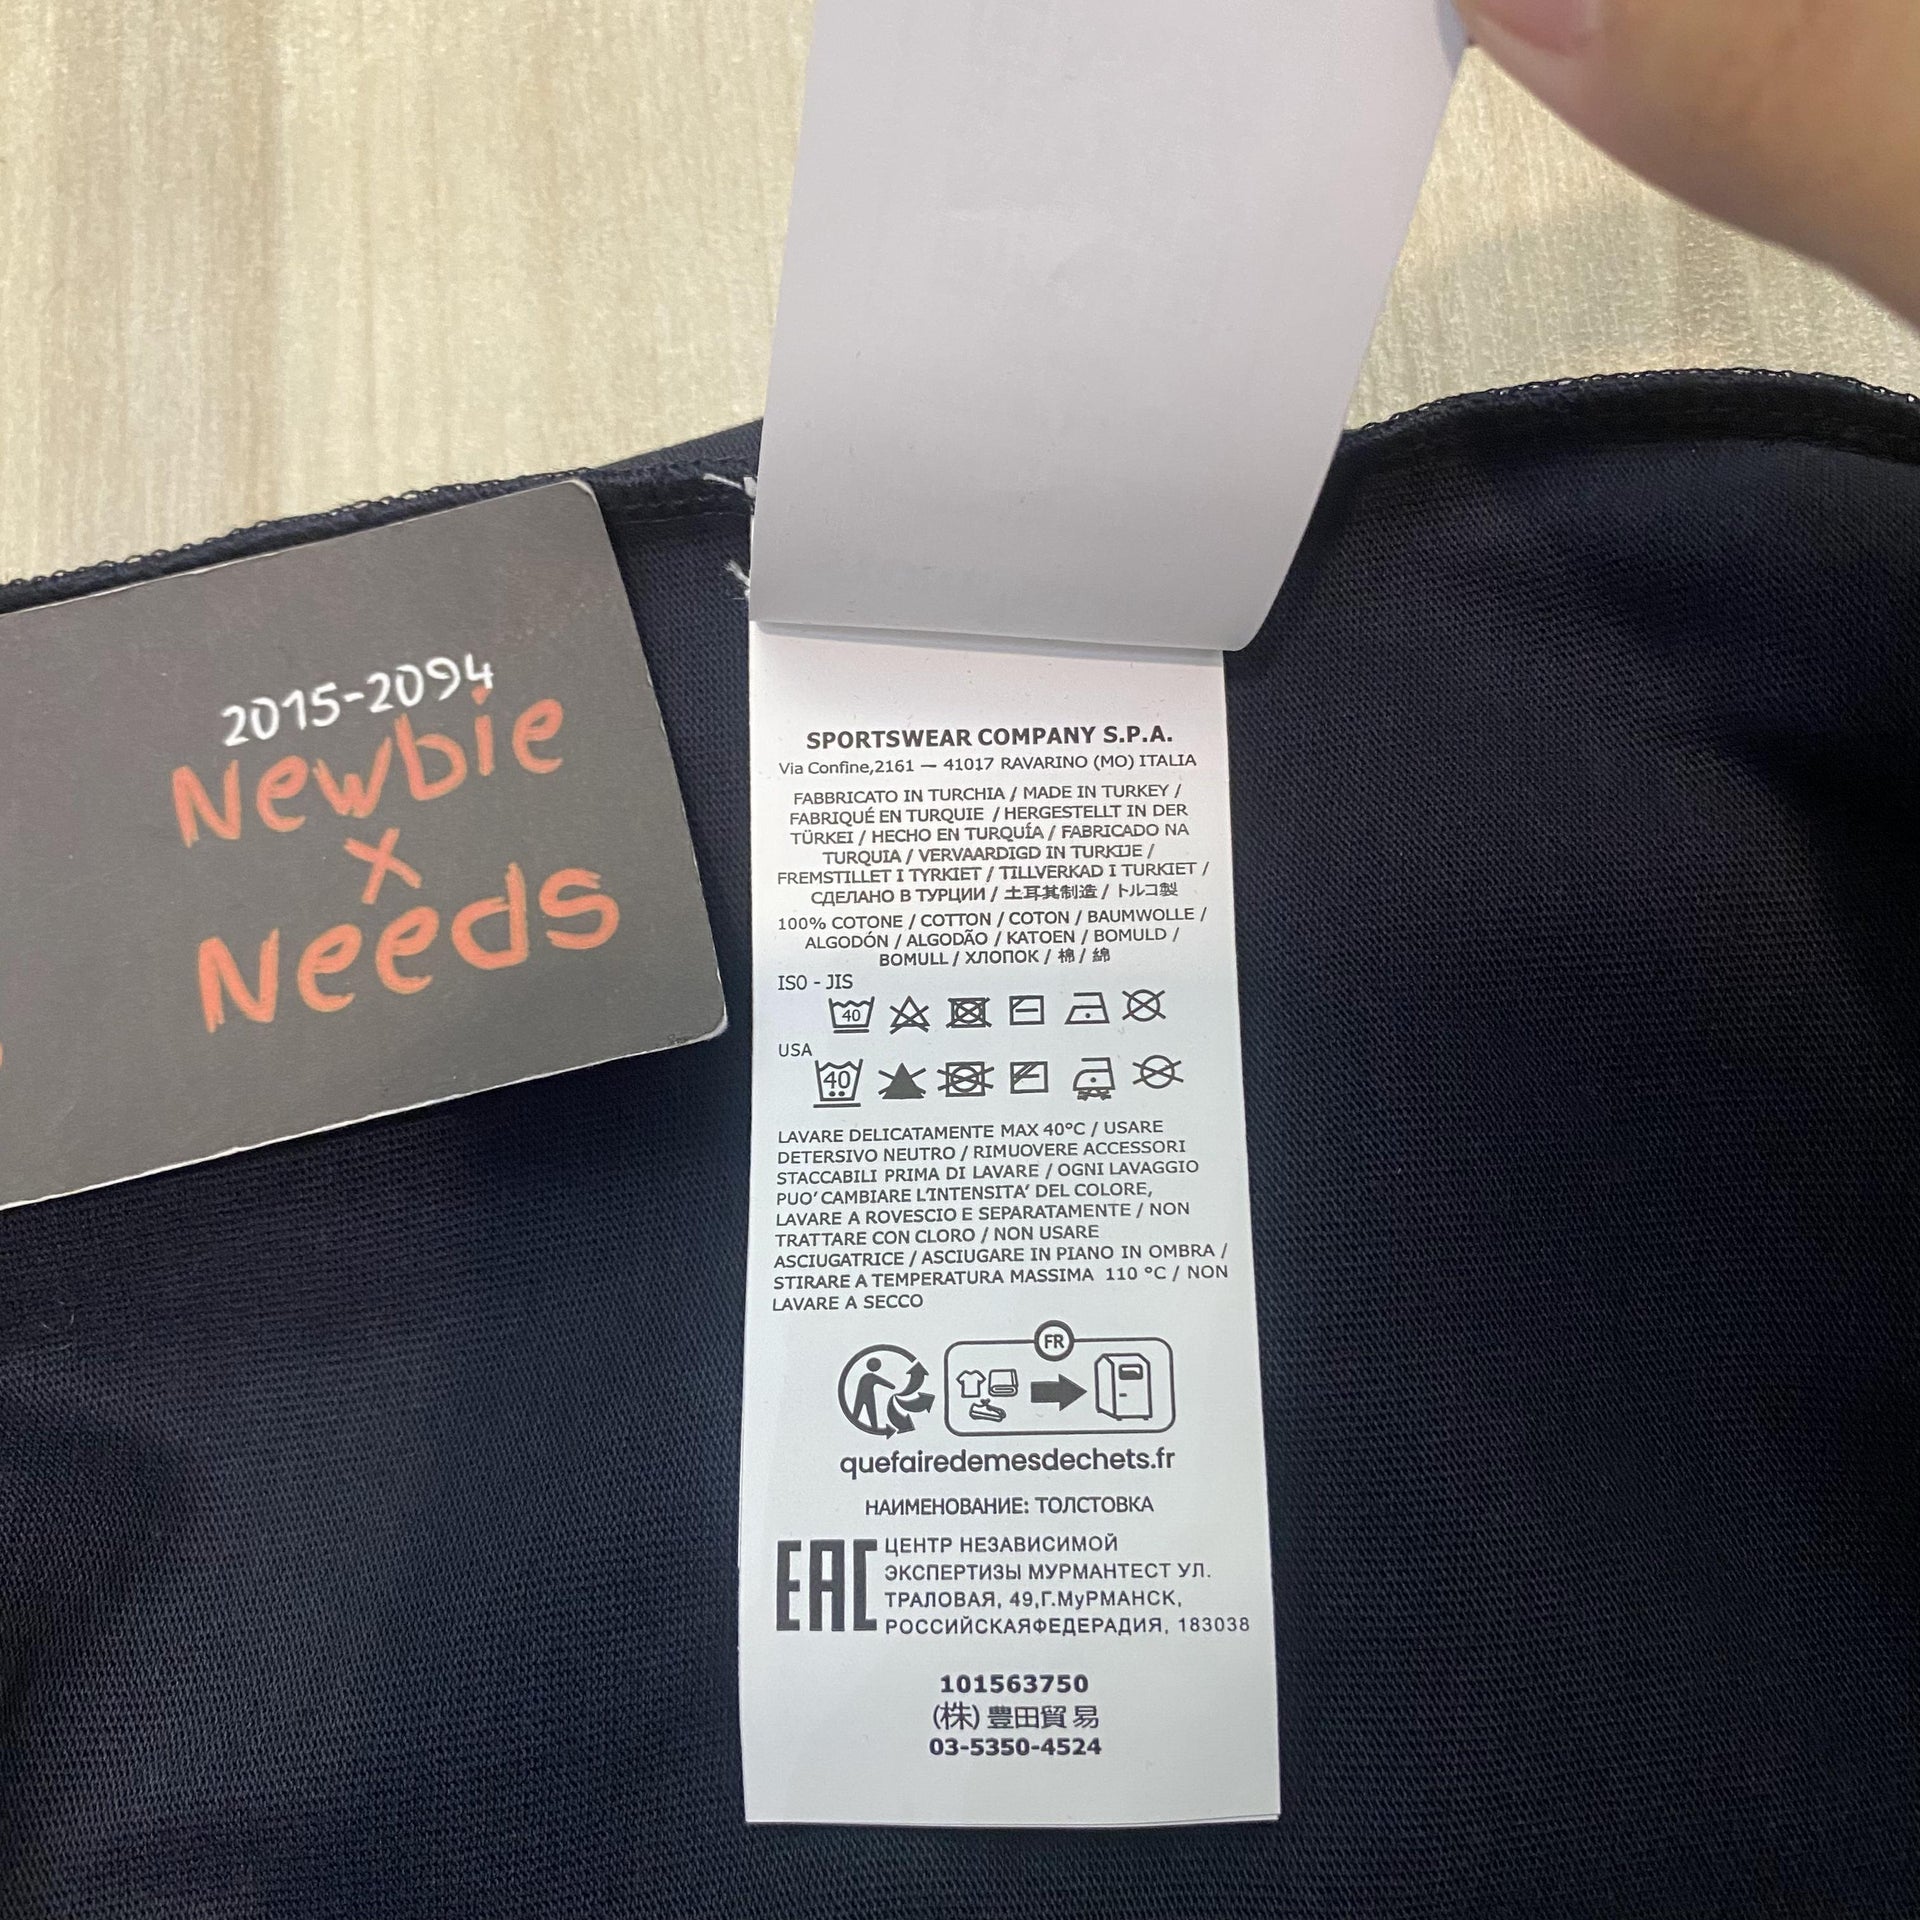 2015-2094
Newbie
x
Needs
SPORTSWEAR COMPANY S.P.A.
Via Confine,2161 — 41017 RAVARINO (MO) ITALIA
FABBRICATO IN TURCHIA / MADE IN TURKEY /
FABRIQUÉ EN TURQUIE / HERGESTELLT IN DER
TÜRKEI / HECHO EN TURQUÍA / FABRICADO NA
TURQUIA / VERVAARDIGD IN TURKIJE /
FREMSTILLET I TYRKIET / TILLVERKAD I TURKIET /
СДЕЛАНО В ТУРЦИИ / 土耳其制造 / トルコ製
100% COTONE / COTTON / COTON / BAUMWOLLE /
ALGODÓN / ALGODÃO / KATOEN / BOMULD /
BOMULL / ХЛОПОК / 棉 / 綿
ISO - JIS
40
USA
40
LAVARE DELICATAMENTE MAX 40°C / USARE
DETERSIVO NEUTRO / RIMUOVERE ACCESSORI
STACCABILI PRIMA DI LAVARE / OGNI LAVAGGIO
PUO' CAMBIARE L'INTENSITA' DEL COLORE,
LAVARE A ROVESCIO E SEPARATAMENTE / NON
TRATTARE CON CLORO / NON USARE
ASCIUGATRICE / ASCIUGARE IN PIANO IN OMBRA /
STIRARE A TEMPERATURA MASSIMA 110 °C / NON
LAVARE A SECCO
FR
quefairedemesdechets.fr
НАИМЕНОВАНИЕ: ТОЛСТОВКА
EAC
ЦЕНТР НЕЗАВИСИМОЙ
ЭКСПЕРТИЗЫ МУРМАНТЕСТ УЛ.
ТРАЛОВАЯ, 49,Г.МуРМАНСК,
РОССИЙСКАЯФЕДЕРАДИЯ, 183038
101563750
(株) 豊田貿易
03-5350-4524